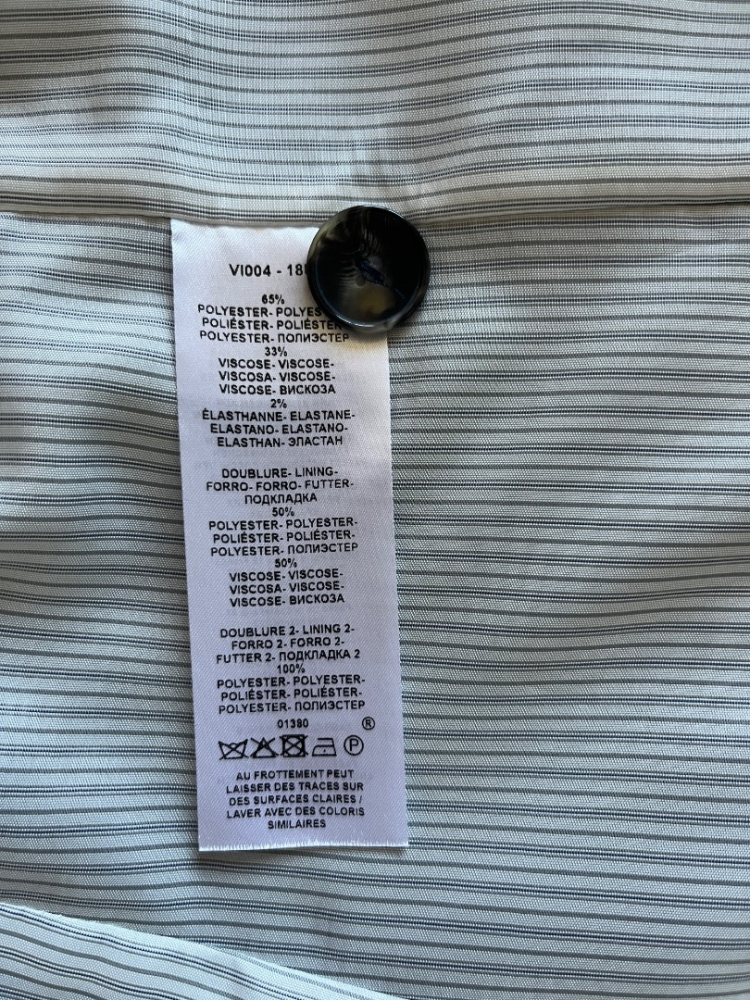 VI004 - 18
65%
POLYESTER- POLYES
POLIÉSTER- POLIÉSTER
POLYESTER- ПОЛИЭСТЕР
33%
VISCOSE- VISCOSE-
VISCOSA- VISCOSE-
VISCOSE- ВИСКОЗА
2%
ÉLASTHANNE- ELASTANE-
ELASTANO- ELASTANO-
ELASTHAN- ЭЛАСТАН
DOUBLURE- LINING-
FORRO- FORRO- FUTTER-
ПОДКЛАДКА
50%
POLYESTER- POLYESTER-
POLIÉSTER- POLIÉSTER-
POLYESTER- ПОЛИЭСТЕР
50%
VISCOSE- VISCOSE-
VISCOSA- VISCOSE-
VISCOSE- ВИСКОЗА
DOUBLURE 2- LINING 2-
FORRO 2- FORRO 2-
FUTTER 2- ПОДКЛАДКА 2
100%
POLYESTER- POLYESTER-
POLIÉSTER- POLIÉSTER-
POLYESTER- ПОЛИЭСТЕР
01380 ®
P
AU FROTTEMENT PEUT
LAISSER DES TRACES SUR
DES SURFACES CLAIRES /
LAVER AVEC DES COLORIS
SIMILAIRES